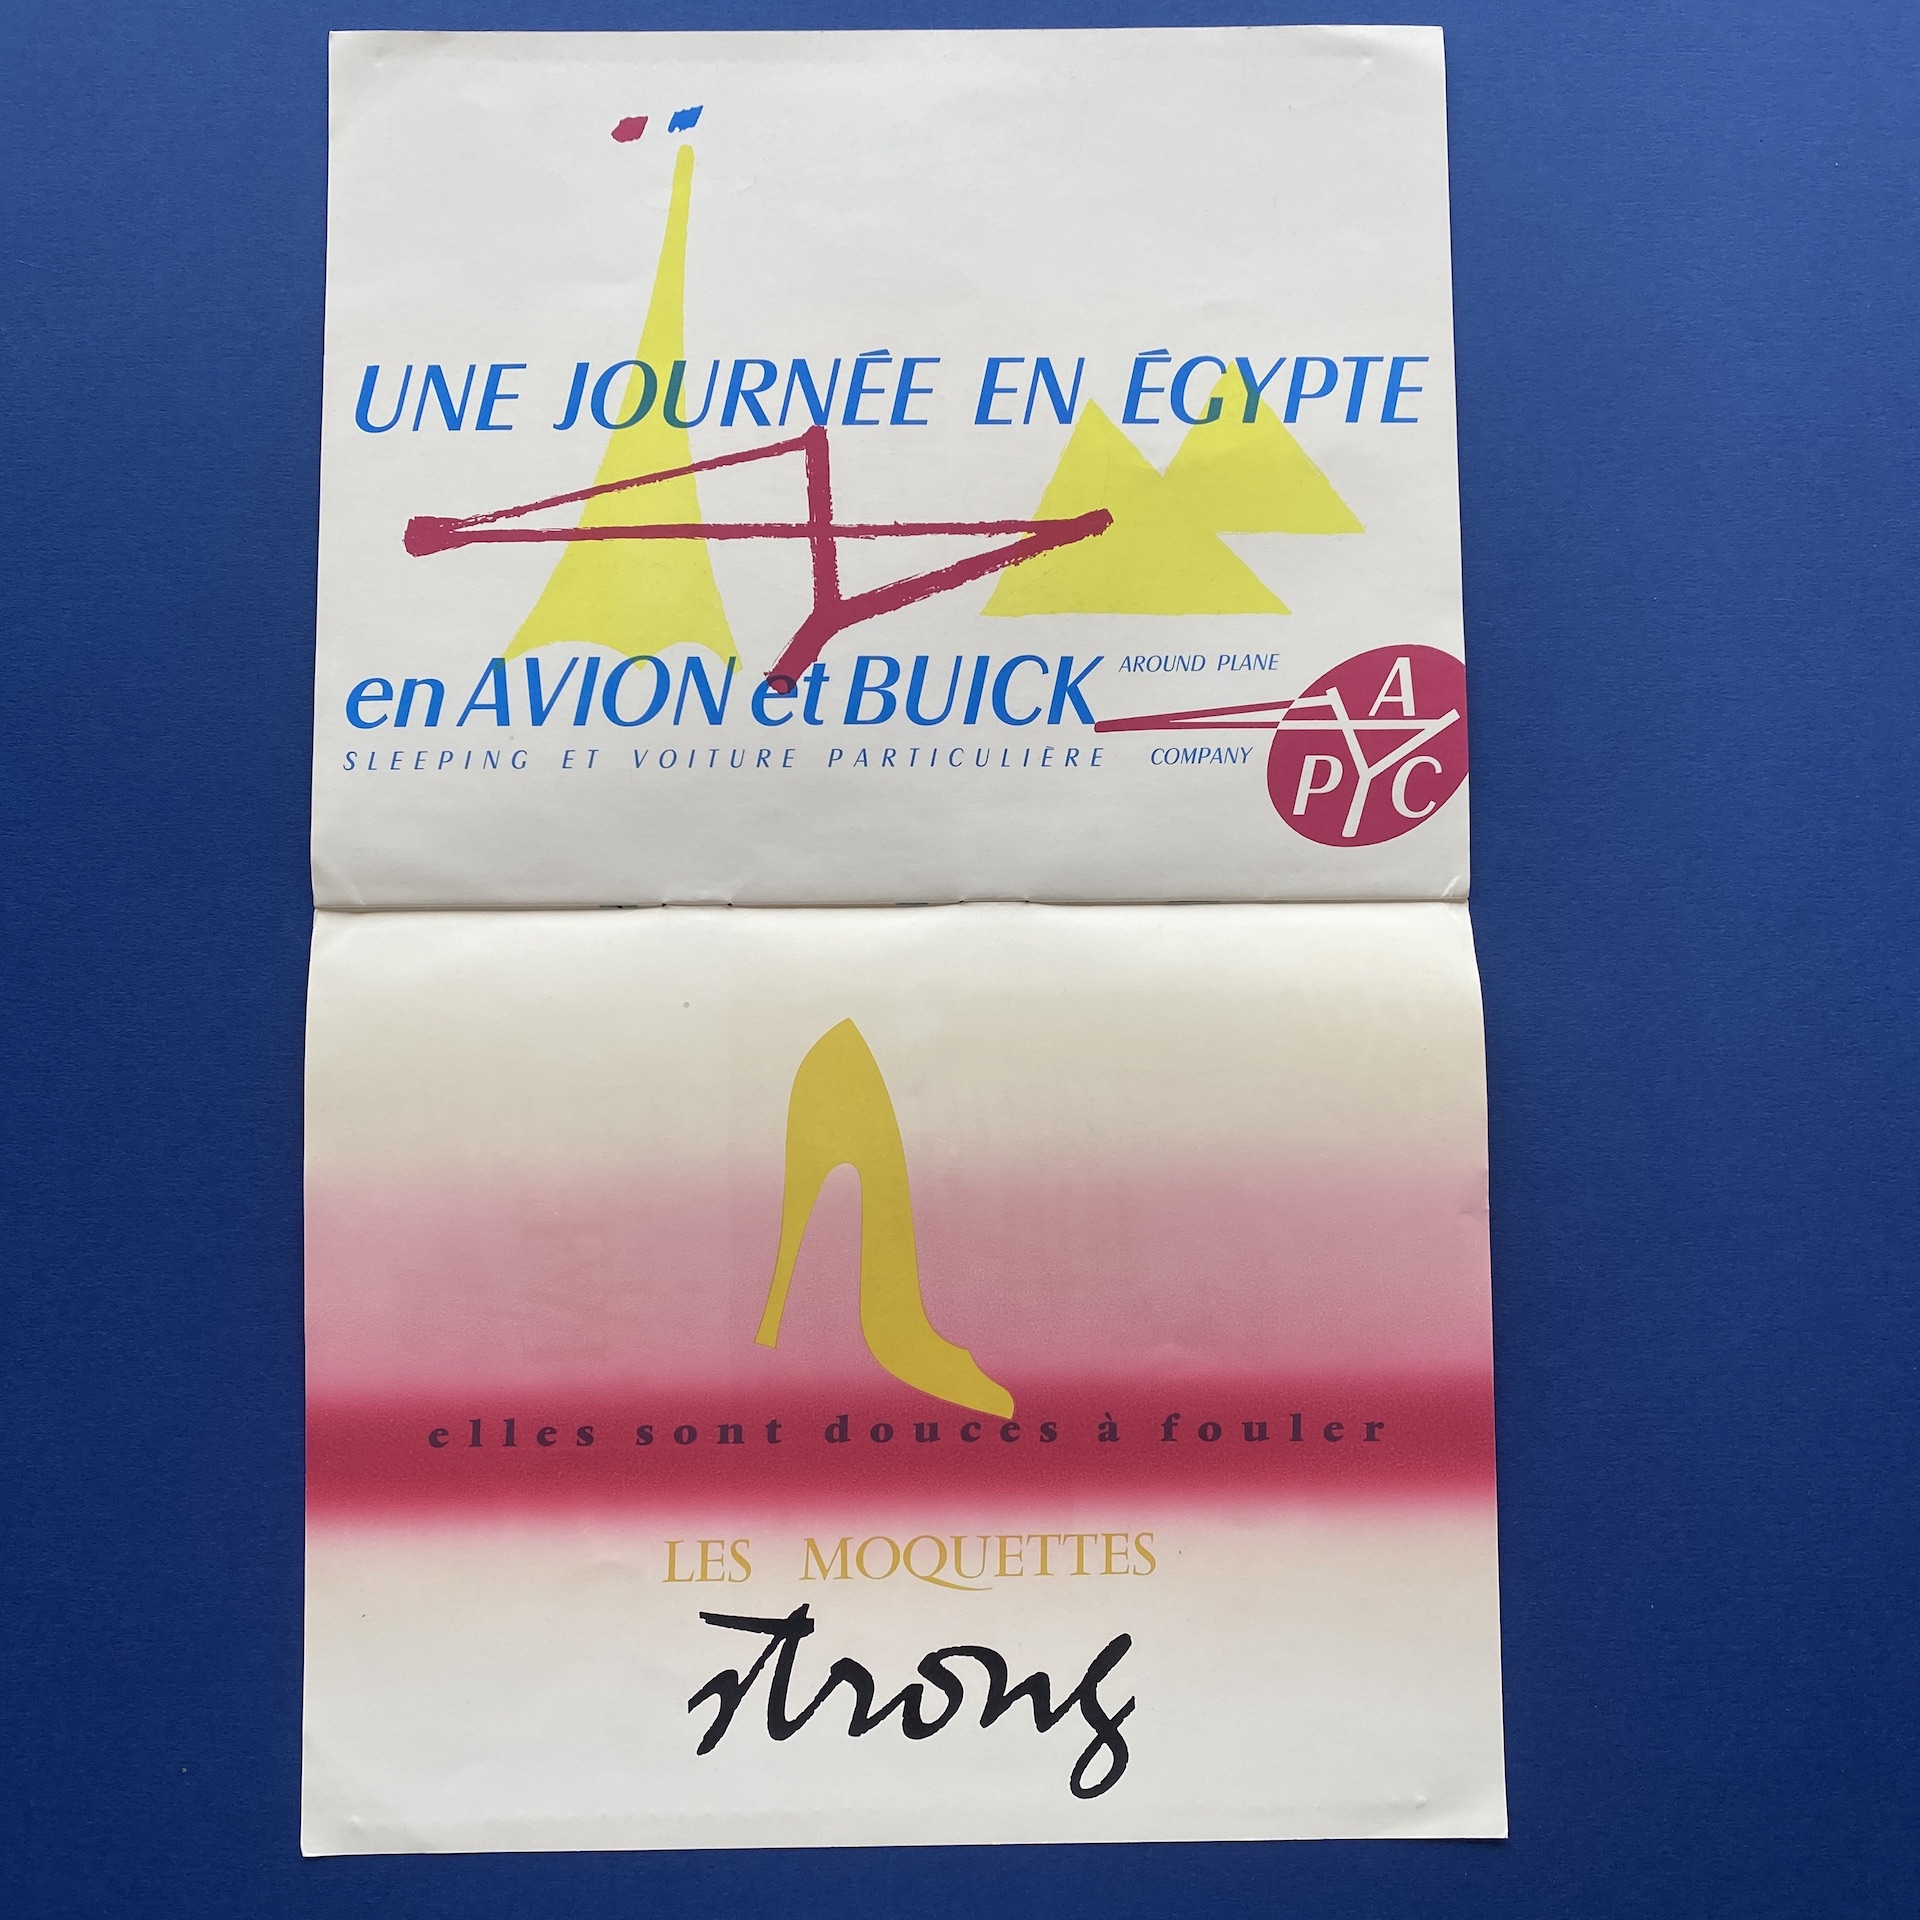 UNE JOURNÉE EN ÉGYPTE
en AVION et BUICK
SLEEPING ET VOITURE PARTICULIÈRE
AROUND PLANE
COMPANY
A
P C
elles sont douces à fouler
LES MOQUETTES
strong